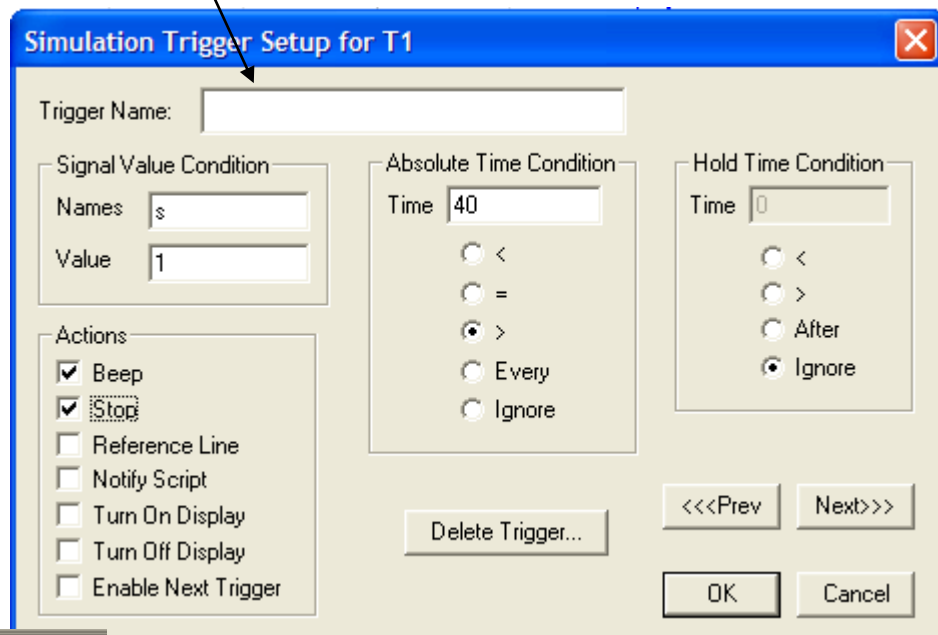 Simulation Trigger Setup for T1
Trigger Name:
Signal Value Condition
Names s
Value 1
Actions
Beep
Stop
Reference Line
Notify Script
Turn On Display
Turn Off Display
Enable Next Trigger
Absolute Time Condition
Time 40
<
=
>
Every
Ignore
Hold Time Condition
Time 0
<
>
After
Ignore
Delete Trigger...
<<<Prev
Next>>>
OK
Cancel